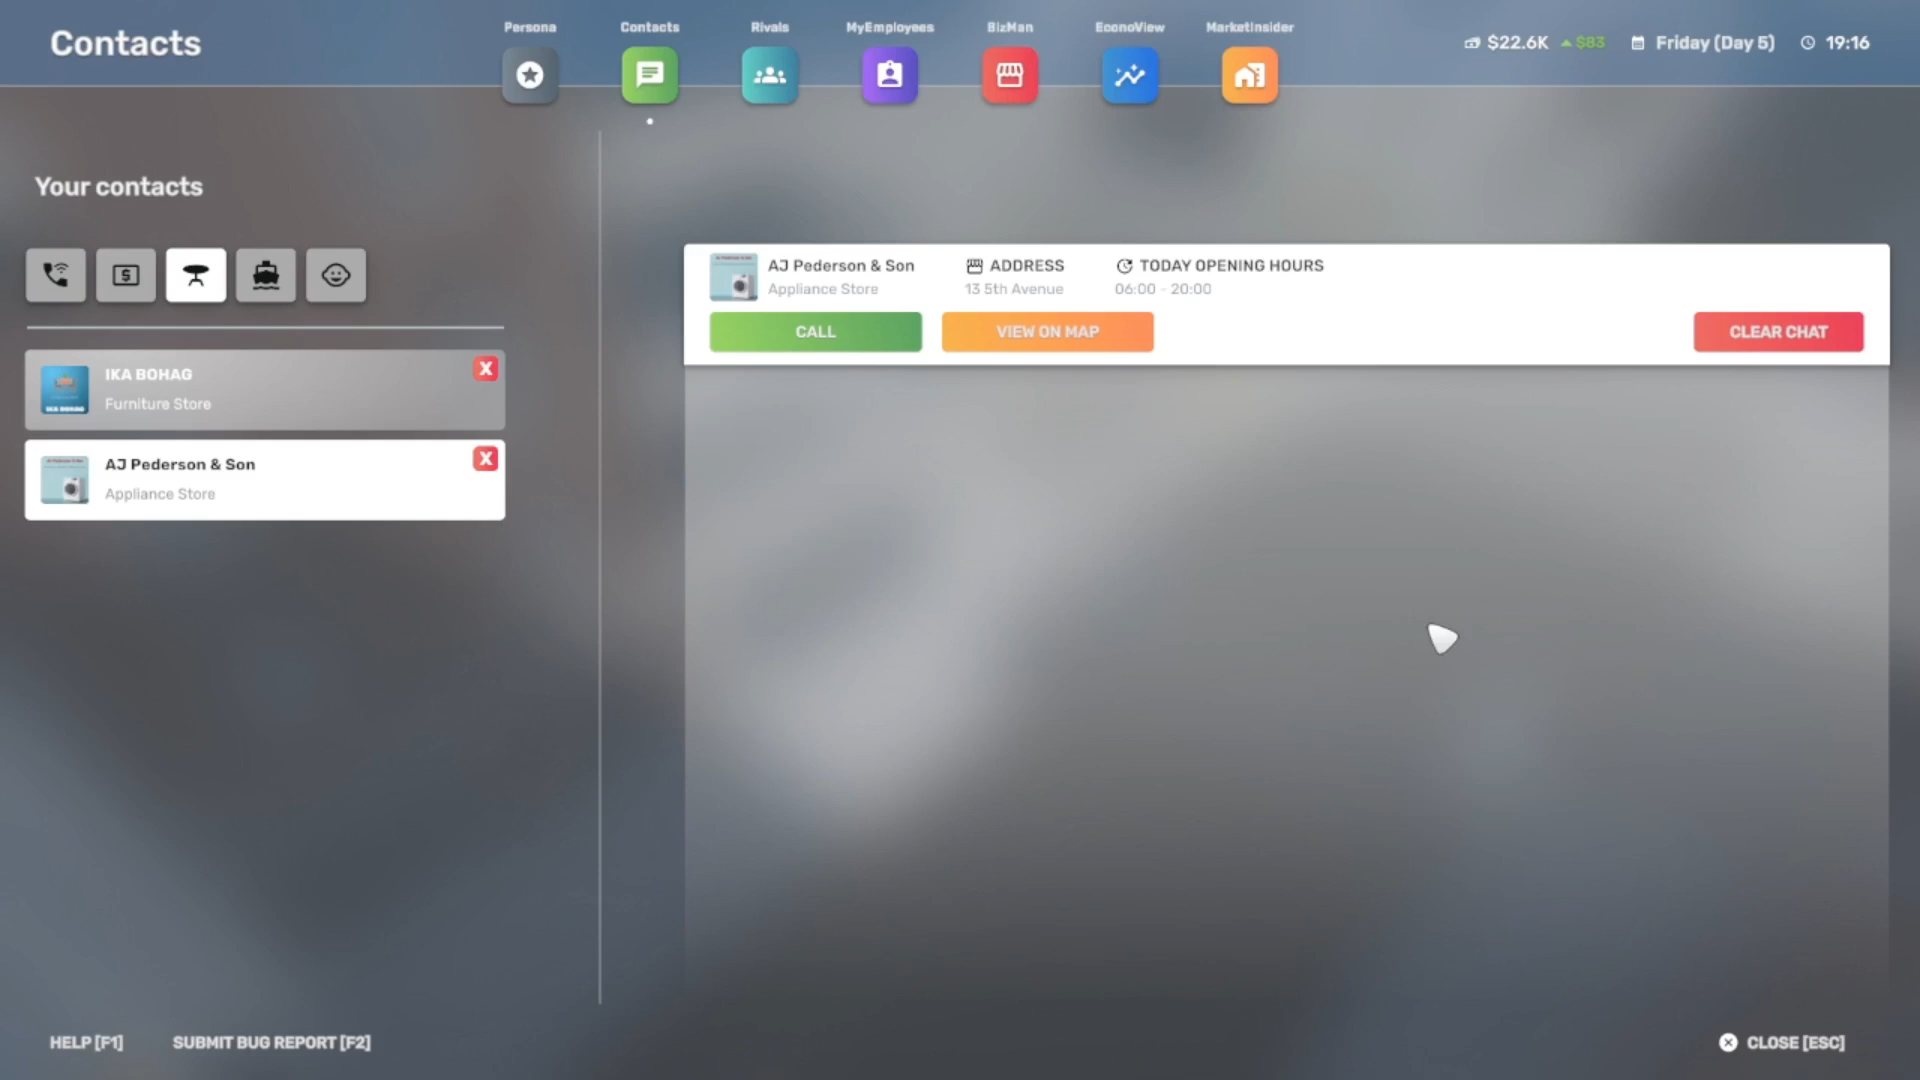 Contacts
Persona
Contacts
Rivals
MyEmployees
BizMan
EconoView
MarketInsider
$22.6K $83 Friday (Day 5) 19:16
Your contacts
IKA BOHAG
Furniture Store
X
AJ Pederson & Son
Appliance Store
X
AJ Pederson & Son
Appliance Store
ADDRESS
13 5th Avenue
TODAY OPENING HOURS
06:00 - 20:00
CALL
VIEW ON MAP
CLEAR CHAT
HELP [F1]
SUBMIT BUG REPORT [F2]
CLOSE [ESC]